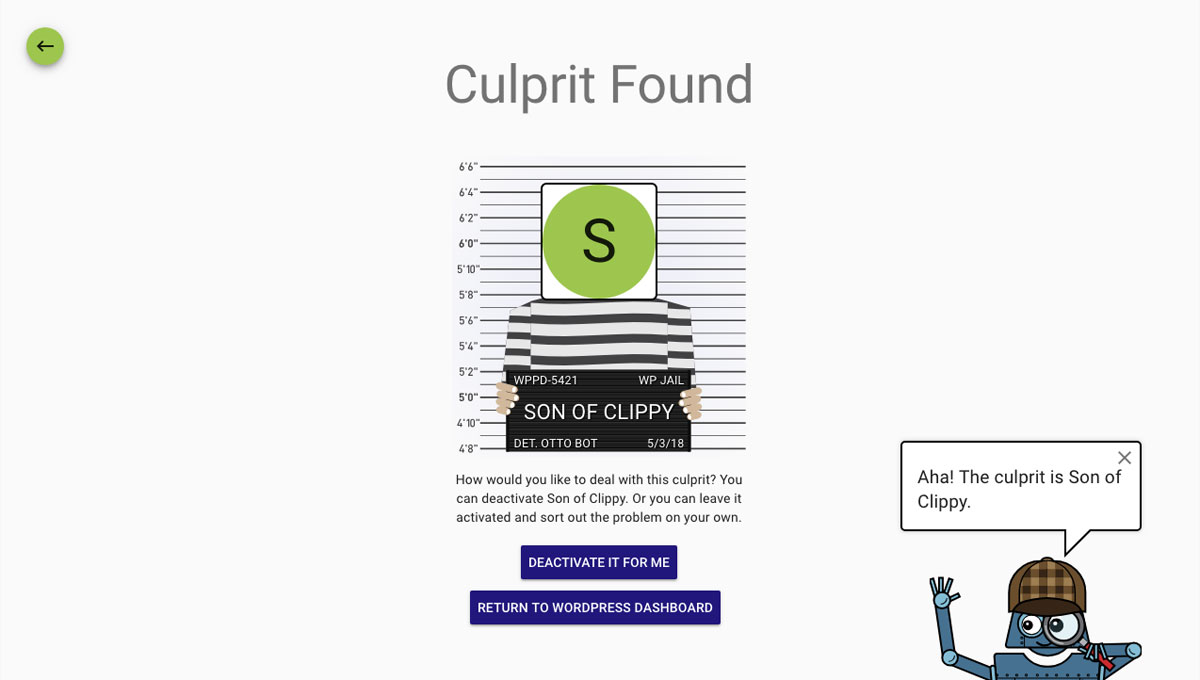 Culprit Found
6'6"
6'4"
6'2"
6'0"
5'10"
5'8"
5'6"
5'4"
5'2"
5'0"
4'10"
4'8"
S
WPPD-5421 WP JAIL
SON OF CLIPPY
DET. OTTO BOT 5/3/18
How would you like to deal with this culprit? You
can deactivate Son of Clippy. Or you can leave it
activated and sort out the problem on your own.
DEACTIVATE IT FOR ME
RETURN TO WORDPRESS DASHBOARD
Aha! The culprit is Son of
Clippy.